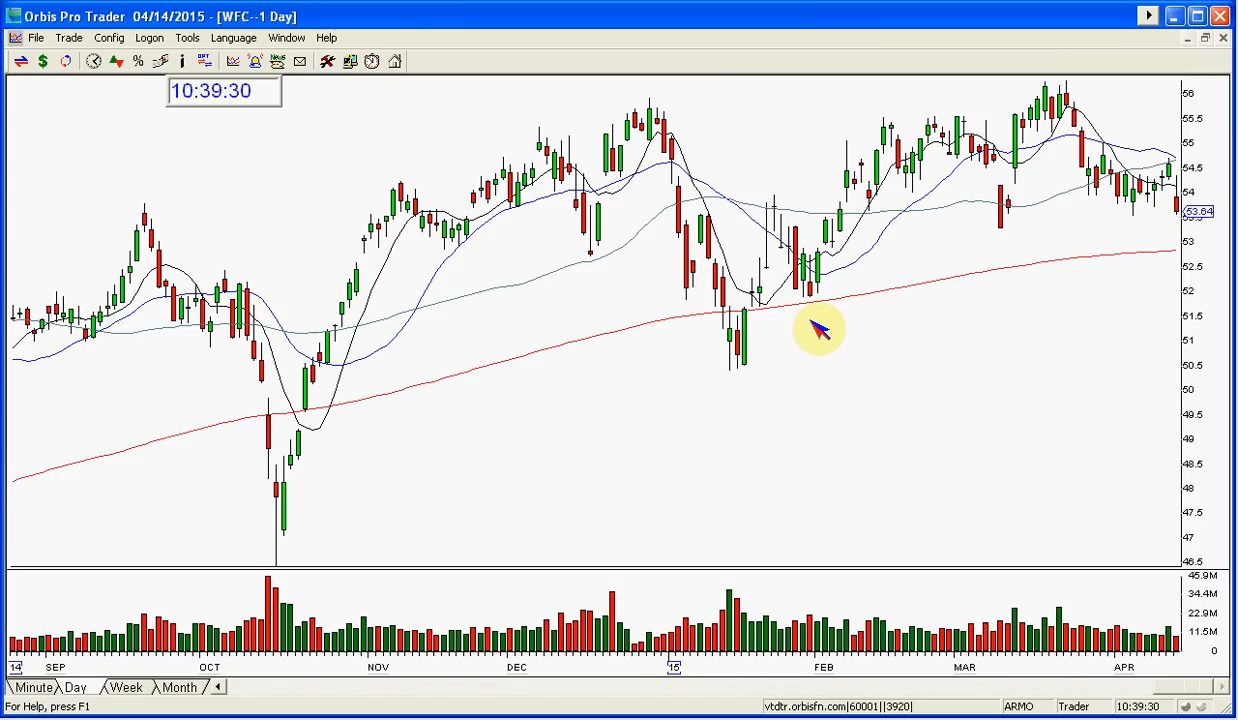 Orbis Pro Trader 04/14/2015 - [WFC--1 Day]
File Trade Config Logon Tools Language Window Help
10:39:30
56
55.5
55
54.5
54
53.64
53
52.5
52
51.5
51
50.5
50
49.5
49
48.5
48
47.5
47
46.5
45.9M
34.4M
22.9M
11.5M
0
14 SEP OCT NOV DEC 15 FEB MAR APR
Minute Day Week Month
For Help, press F1 vtdtr.orbisfn.com|60001||3920| ARMO Trader 10:39:30